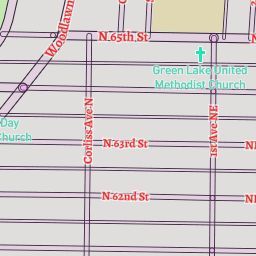 N 65th St
Woodlawn
Green Lake United
Methodist Church
Day
Church
Corliss Ave N
1st Ave NE
N 63rd St
N 62nd St